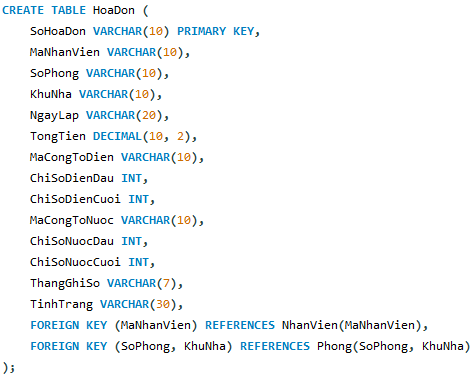 CREATE TABLE HoaDon (
    SoHoaDon VARCHAR(10) PRIMARY KEY,
    MaNhanVien VARCHAR(10),
    SoPhong VARCHAR(10),
    KhuNha VARCHAR(10),
    NgayLap VARCHAR(20),
    TongTien DECIMAL(10, 2),
    MaCongToDien VARCHAR(10),
    ChiSoDienDau INT,
    ChiSoDienCuoi INT,
    MaCongToNuoc VARCHAR(10),
    ChiSoNuocDau INT,
    ChiSoNuocCuoi INT,
    ThangGhiSo VARCHAR(7),
    TinhTrang VARCHAR(30),
    FOREIGN KEY (MaNhanVien) REFERENCES NhanVien(MaNhanVien),
    FOREIGN KEY (SoPhong, KhuNha) REFERENCES Phong(SoPhong, KhuNha)
);